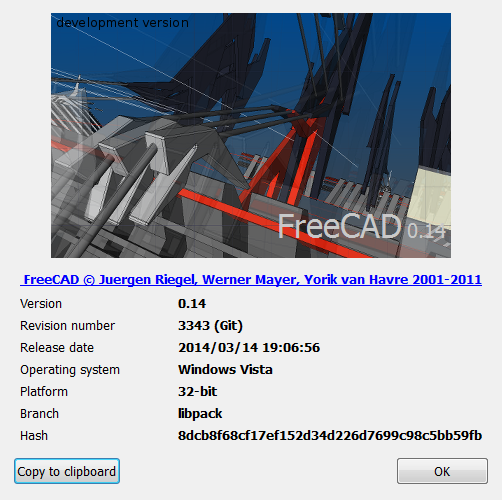 development version
FreeCAD 0.14
FreeCAD © Juergen Riegel, Werner Mayer, Yorik van Havre 2001-2011
Version 0.14
Revision number 3343 (Git)
Release date 2014/03/14 19:06:56
Operating system Windows Vista
Platform 32-bit
Branch libpack
Hash 8dcb8f68cf17ef152d34d226d7699c98c5bb59fb
Copy to clipboard OK